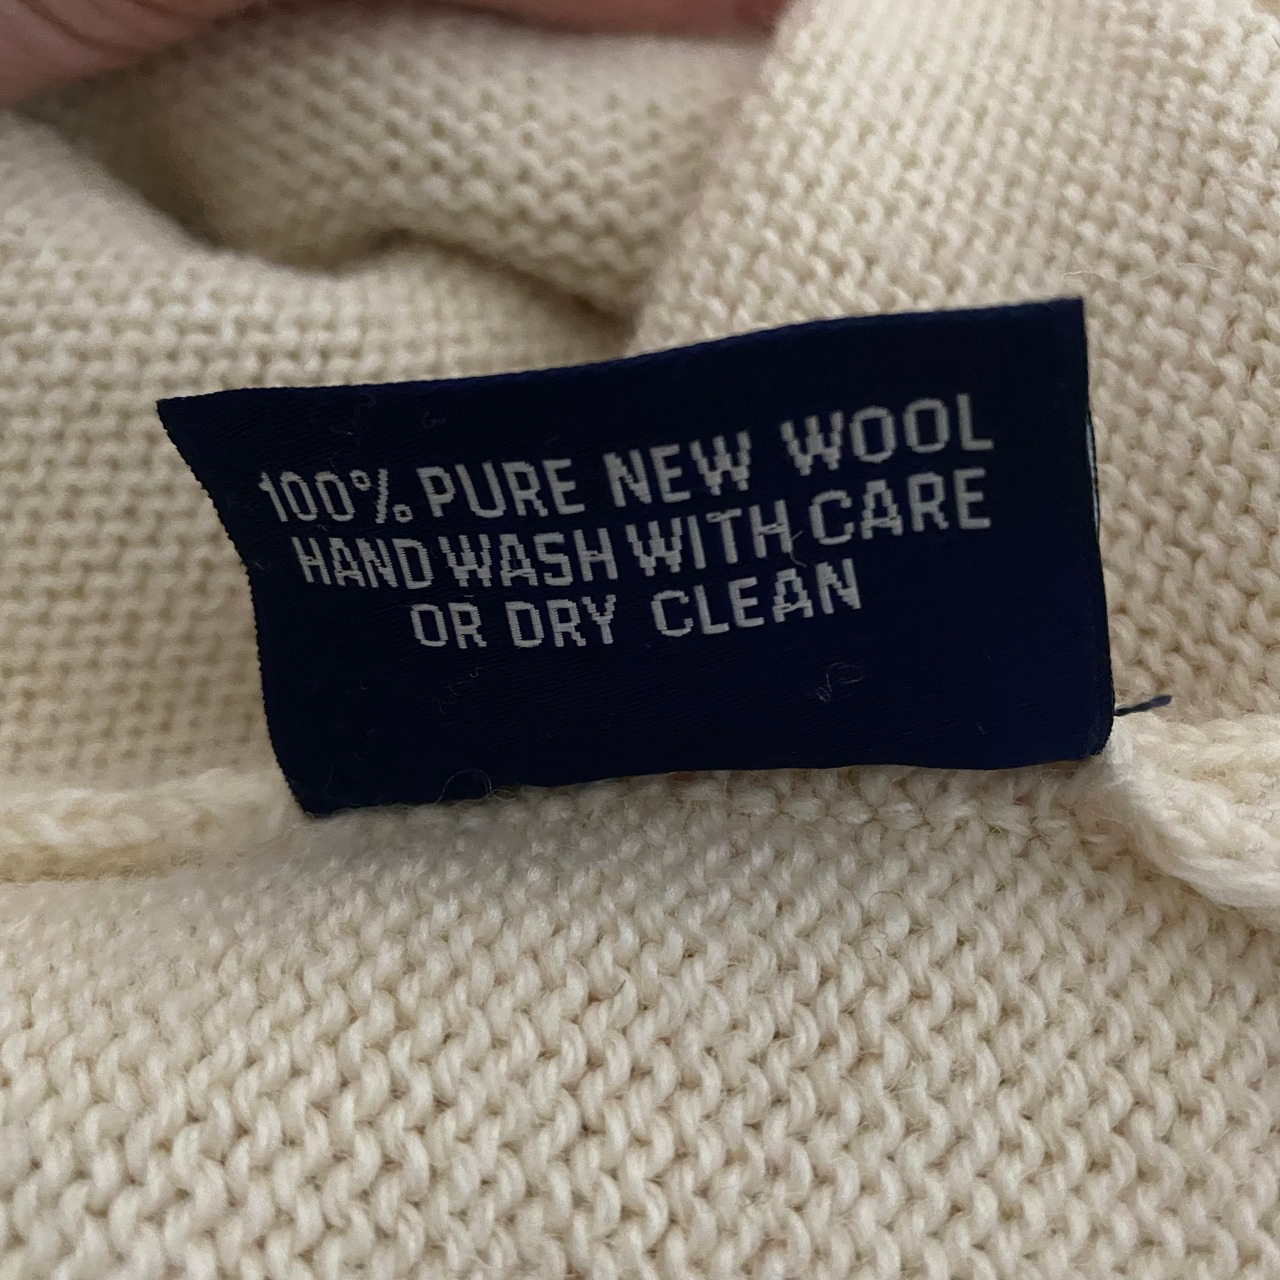 100% PURE NEW WOOL
HAND WASH WITH CARE
OR DRY CLEAN